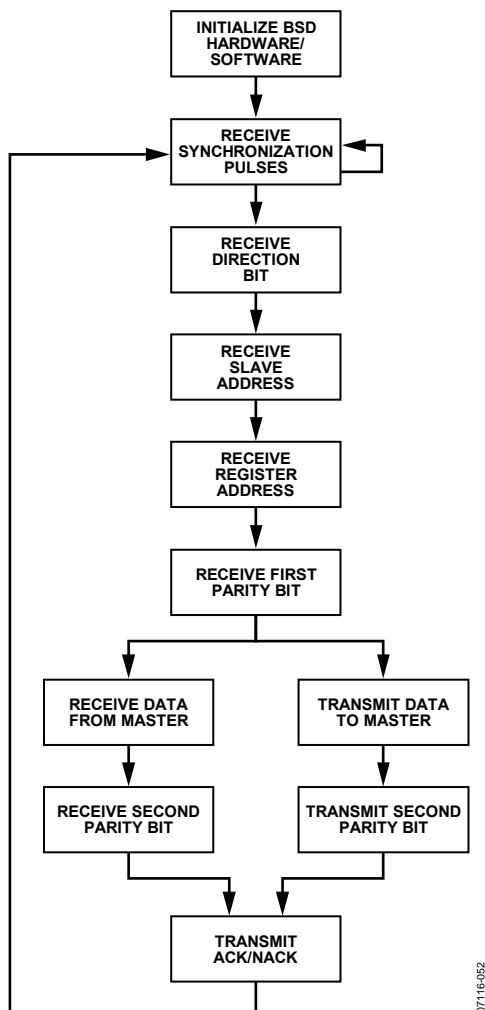 INITIALIZE BSD
HARDWARE/
SOFTWARE
RECEIVE
SYNCHRONIZATION
PULSES
RECEIVE
DIRECTION
BIT
RECEIVE
SLAVE
ADDRESS
RECEIVE
REGISTER
ADDRESS
RECEIVE FIRST
PARITY BIT
RECEIVE DATA
FROM MASTER
TRANSMIT DATA
TO MASTER
RECEIVE SECOND
PARITY BIT
TRANSMIT SECOND
PARITY BIT
TRANSMIT
ACK/NACK
07116-052